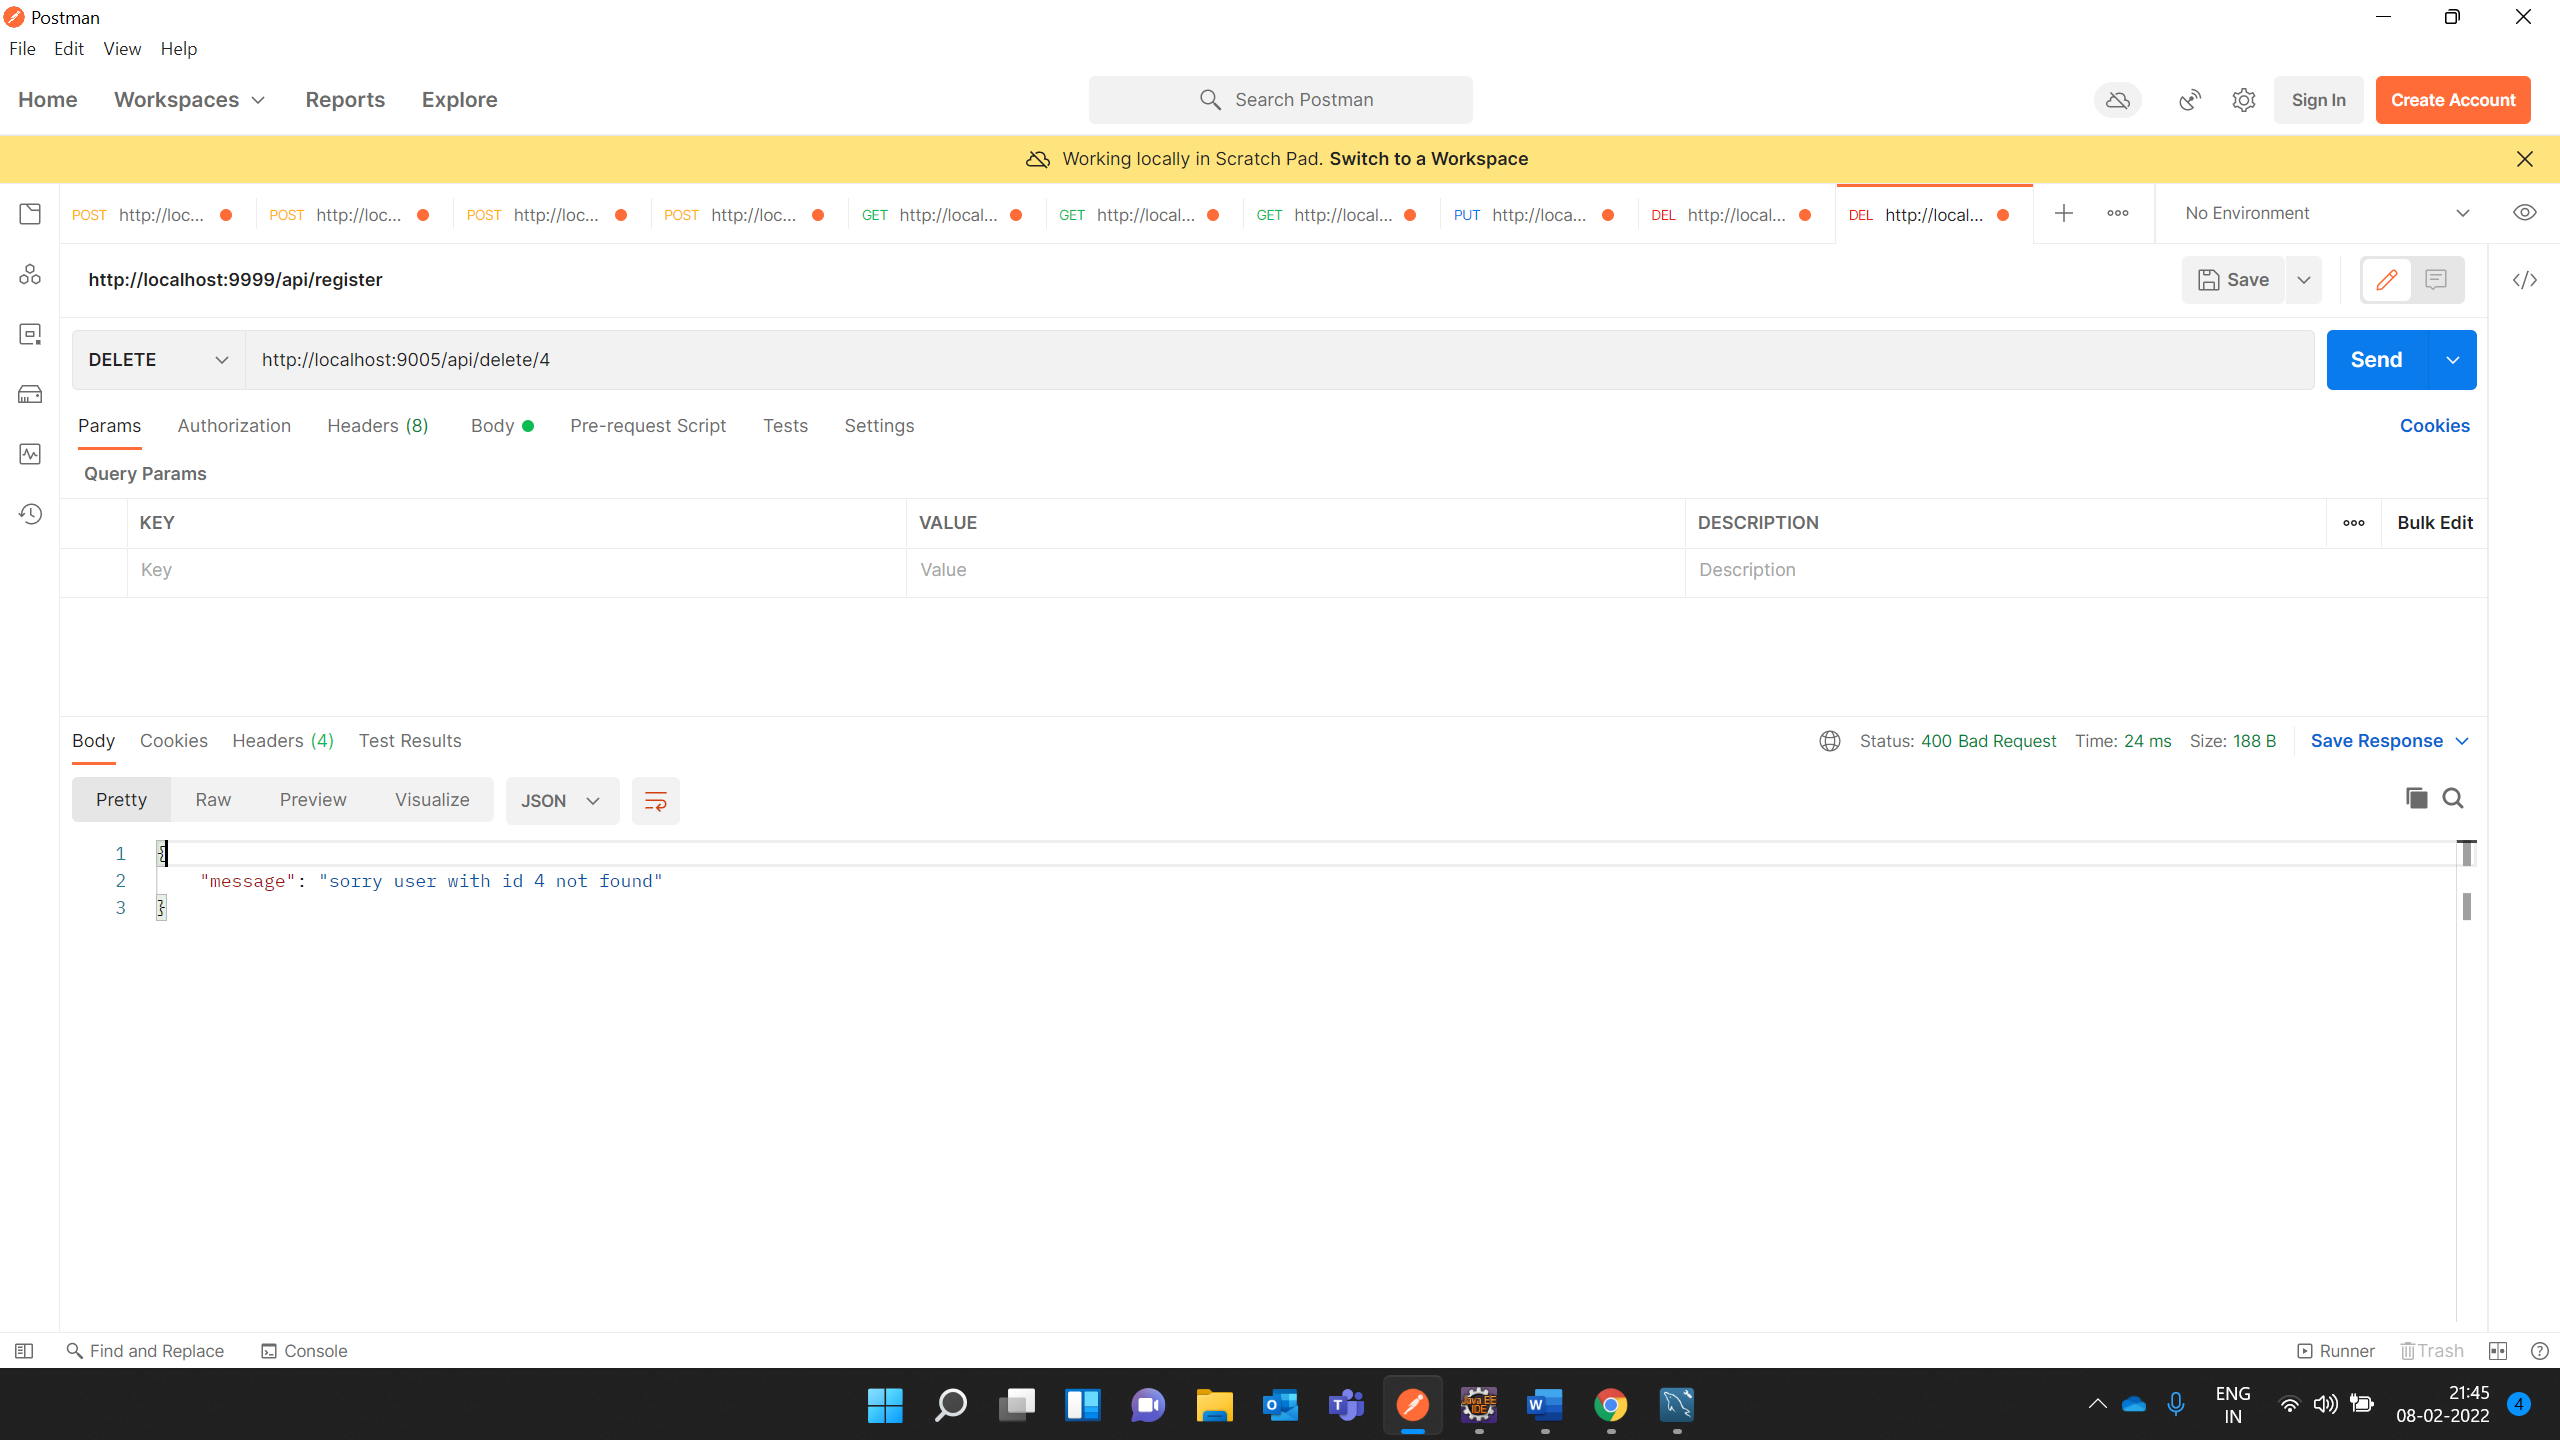 Postman
File Edit View Help
Home Workspaces Reports Explore Search Postman Sign In Create Account
Working locally in Scratch Pad. Switch to a Workspace
POST http://loc... POST http://loc... POST http://loc... POST http://loc... GET http://local... GET http://local... GET http://local... PUT http://loca... DEL http://local... DEL http://local... No Environment
http://localhost:9999/api/register Save
DELETE http://localhost:9005/api/delete/4 Send
Params Authorization Headers (8) Body Pre-request Script Tests Settings Cookies
Query Params
KEY VALUE DESCRIPTION Bulk Edit
Key Value Description
Body Cookies Headers (4) Test Results Status: 400 Bad Request Time: 24 ms Size: 188 B Save Response
Pretty Raw Preview Visualize JSON
1 {
2 "message": "sorry user with id 4 not found"
3 }
Find and Replace Console Runner Trash
Java EE
IDE
ENG 21:45
IN 08-02-2022 4